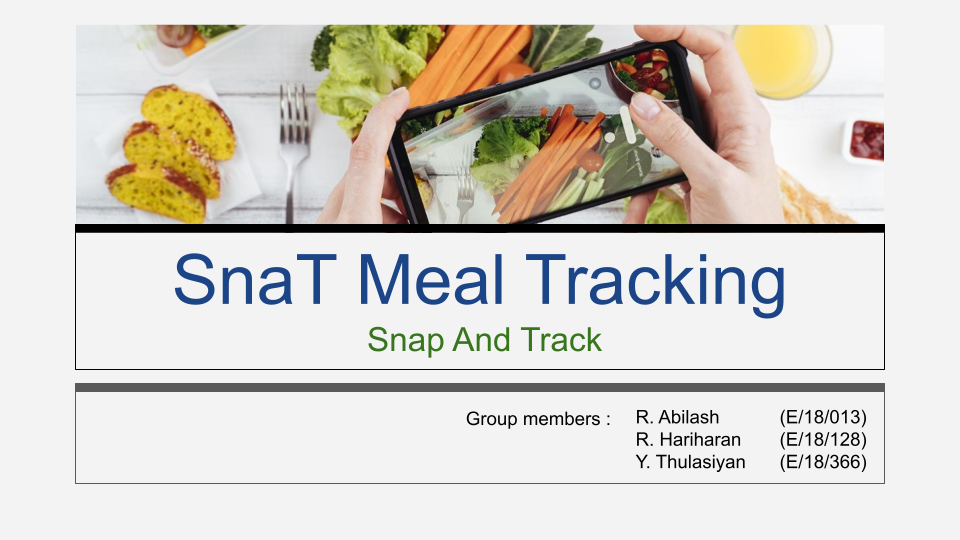 SnaT Meal Tracking
Snap And Track
Group members : R. Abilash (E/18/013)
R. Hariharan (E/18/128)
Y. Thulasiyan (E/18/366)